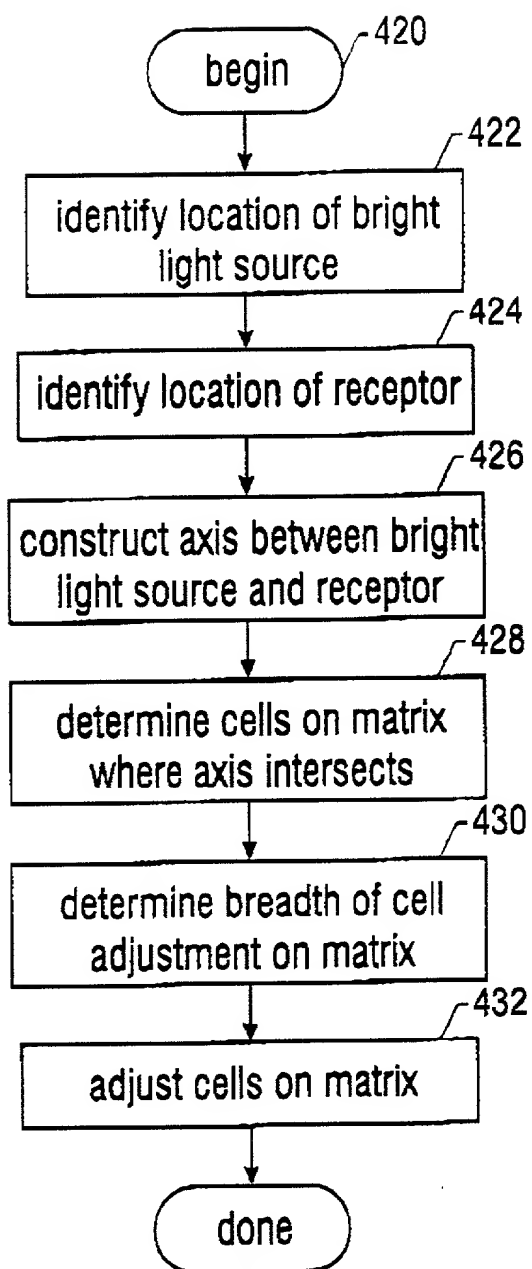 420
begin
422
identify location of bright
light source
424
identify location of receptor
426
construct axis between bright
light source and receptor
428
determine cells on matrix
where axis intersects
430
determine breadth of cell
adjustment on matrix
432
adjust cells on matrix
done